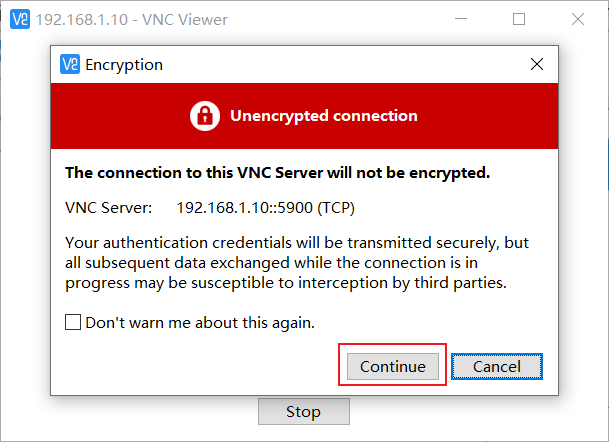 192.168.1.10 - VNC Viewer
Encryption
Unencrypted connection
The connection to this VNC Server will not be encrypted.
VNC Server: 192.168.1.10::5900 (TCP)
Your authentication credentials will be transmitted securely, but
all subsequent data exchanged while the connection is in
progress may be susceptible to interception by third parties.
Don't warn me about this again.
Continue Cancel
Stop